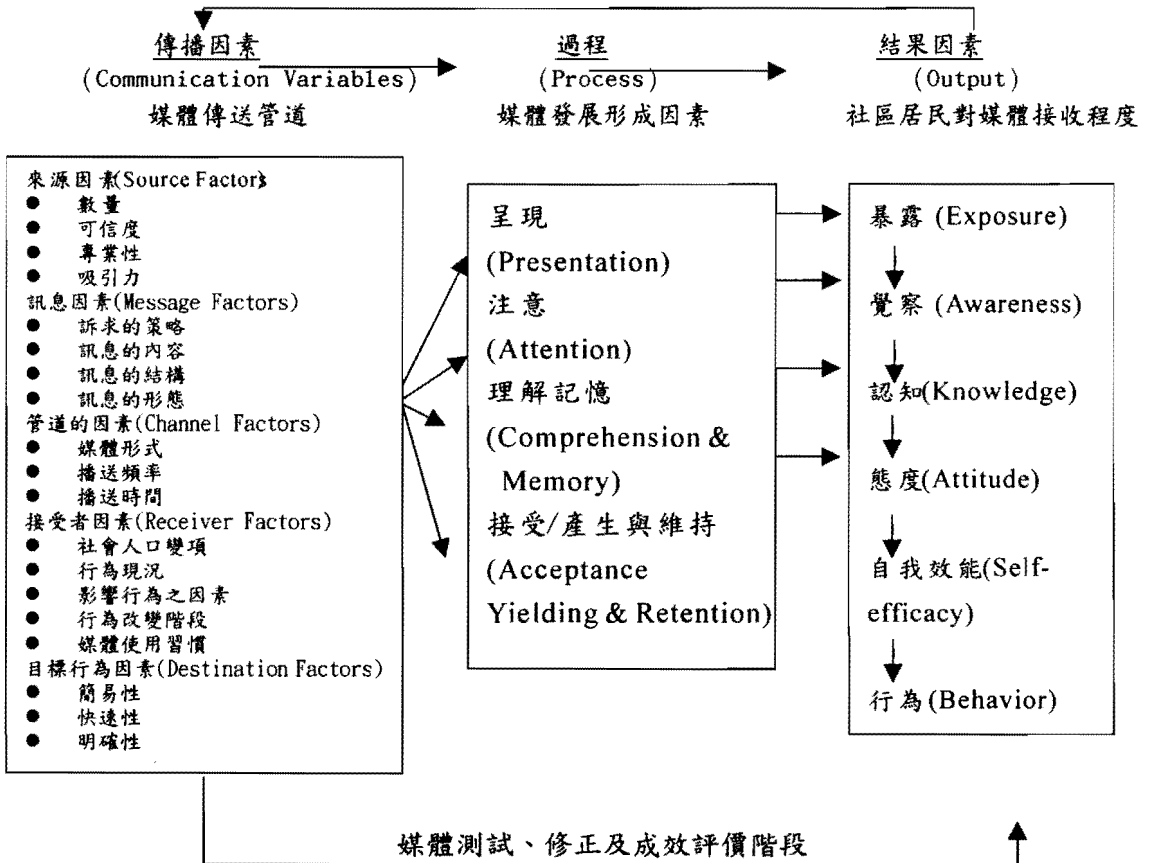 傳播因素
(Communication Variables)
媒體傳送管道
過程
(Process)
媒體發展形成因素
結果因素
(Output)
社區居民對媒體接收程度
來源因素(Source Factors)
● 數量
● 可信度
● 專業性
● 吸引力
訊息因素(Message Factors)
● 訴求的策略
● 訊息的內容
● 訊息的結構
● 訊息的形態
管道的因素(Channel Factors)
● 媒體形式
● 播送頻率
● 播送時間
接受者因素(Receiver Factors)
● 社會人口變項
● 行為現況
● 影響行為之因素
● 行為改變階段
● 媒體使用習慣
目標行為因素(Destination Factors)
● 簡易性
● 快速性
● 明確性
呈現
(Presentation)
注意
(Attention)
理解記憶
(Comprehension &
Memory)
接受/產生與維持
(Acceptance
Yielding & Retention)
暴露 (Exposure)
覺察 (Awareness)
認知(Knowledge)
態度(Attitude)
自我效能(Self-
efficacy)
行為(Behavior)
媒體測試、修正及成效評價階段